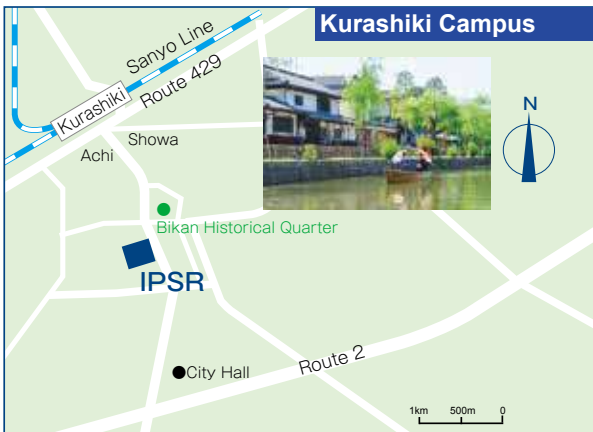 Kurashiki Campus
Sanyo Line
Kurashiki
Route 429
Showa
Achi
N
Bikan Historical Quarter
IPSR
City Hall
Route 2
1km 500m 0